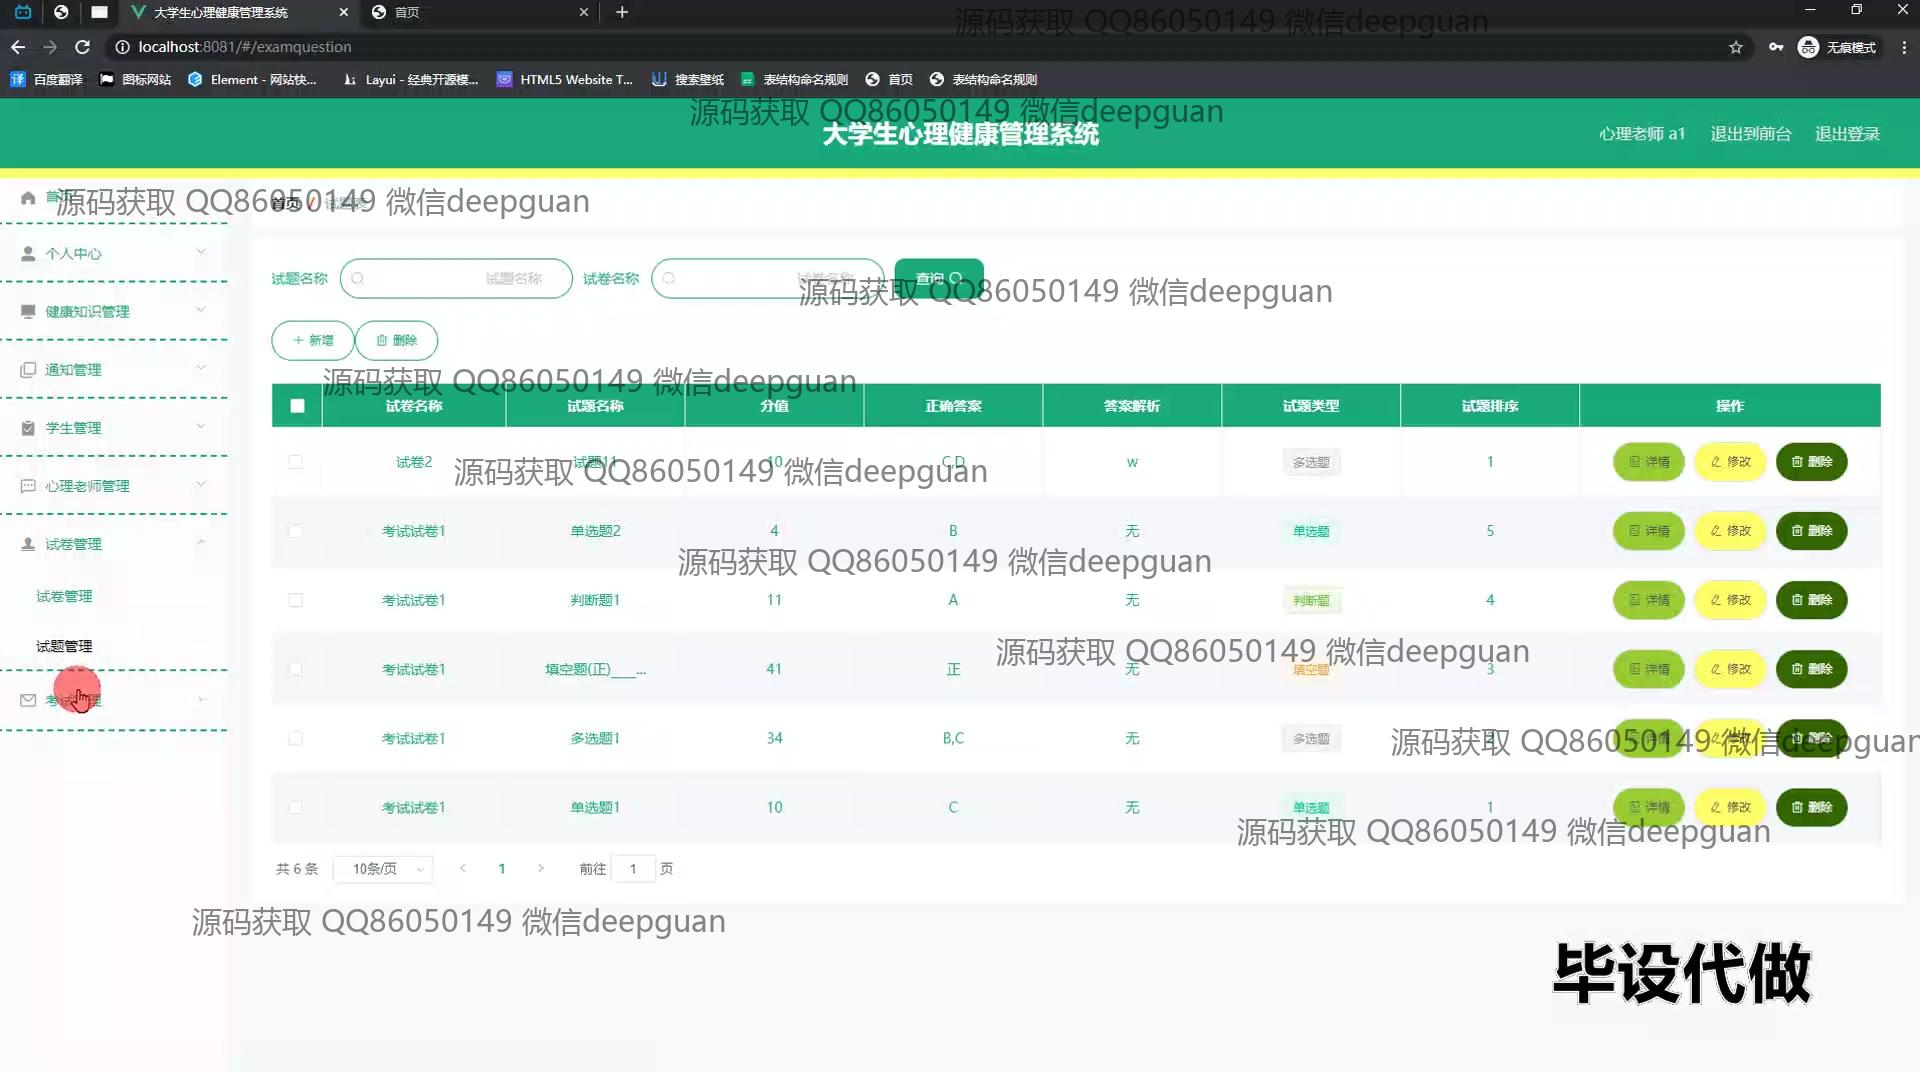 大学生心理健康管理系统
首页
localhost:8081/#/examquestion
无痕模式
百度翻译 图标网站 Element - 网站快... Layui - 经典开源模... HTML5 Website T... 搜索壁纸 表结构命名规则 首页 表结构命名规则
源码获取 QQ86050149 微信deepguan
源码获取 QQ86050149 微信deepguan
大学生心理健康管理系统
心理老师 a1 退出到前台 退出登录
首页
源码获取 QQ86050149 微信deepguan
首页 /
个人中心
健康知识管理
通知管理
学生管理
心理老师管理
试卷管理
试卷管理
试题管理
考试管理
试题名称 试题名称 试卷名称 试卷名称 查询
源码获取 QQ86050149 微信deepguan
新增 删除
源码获取 QQ86050149 微信deepguan
试卷名称 试题名称 分值 正确答案 答案解析 试题类型 试题排序 操作
试卷2 试题11 10 C,D w 多选题 1 详情 修改 删除
源码获取 QQ86050149 微信deepguan
考试试卷1 单选题2 4 B 无 单选题 5 详情 修改 删除
源码获取 QQ86050149 微信deepguan
考试试卷1 判断题1 11 A 无 判断题 4 详情 修改 删除
源码获取 QQ86050149 微信deepguan
考试试卷1 填空题(正)___... 41 正 无 填空题 3 详情 修改 删除
考试试卷1 多选题1 34 B,C 无 多选题 2 详情 修改 删除
源码获取 QQ86050149 微信deepguan
考试试卷1 单选题1 10 C 无 单选题 1 详情 修改 删除
源码获取 QQ86050149 微信deepguan
共 6 条 10条/页 1 前往 1 页
源码获取 QQ86050149 微信deepguan
毕设代做